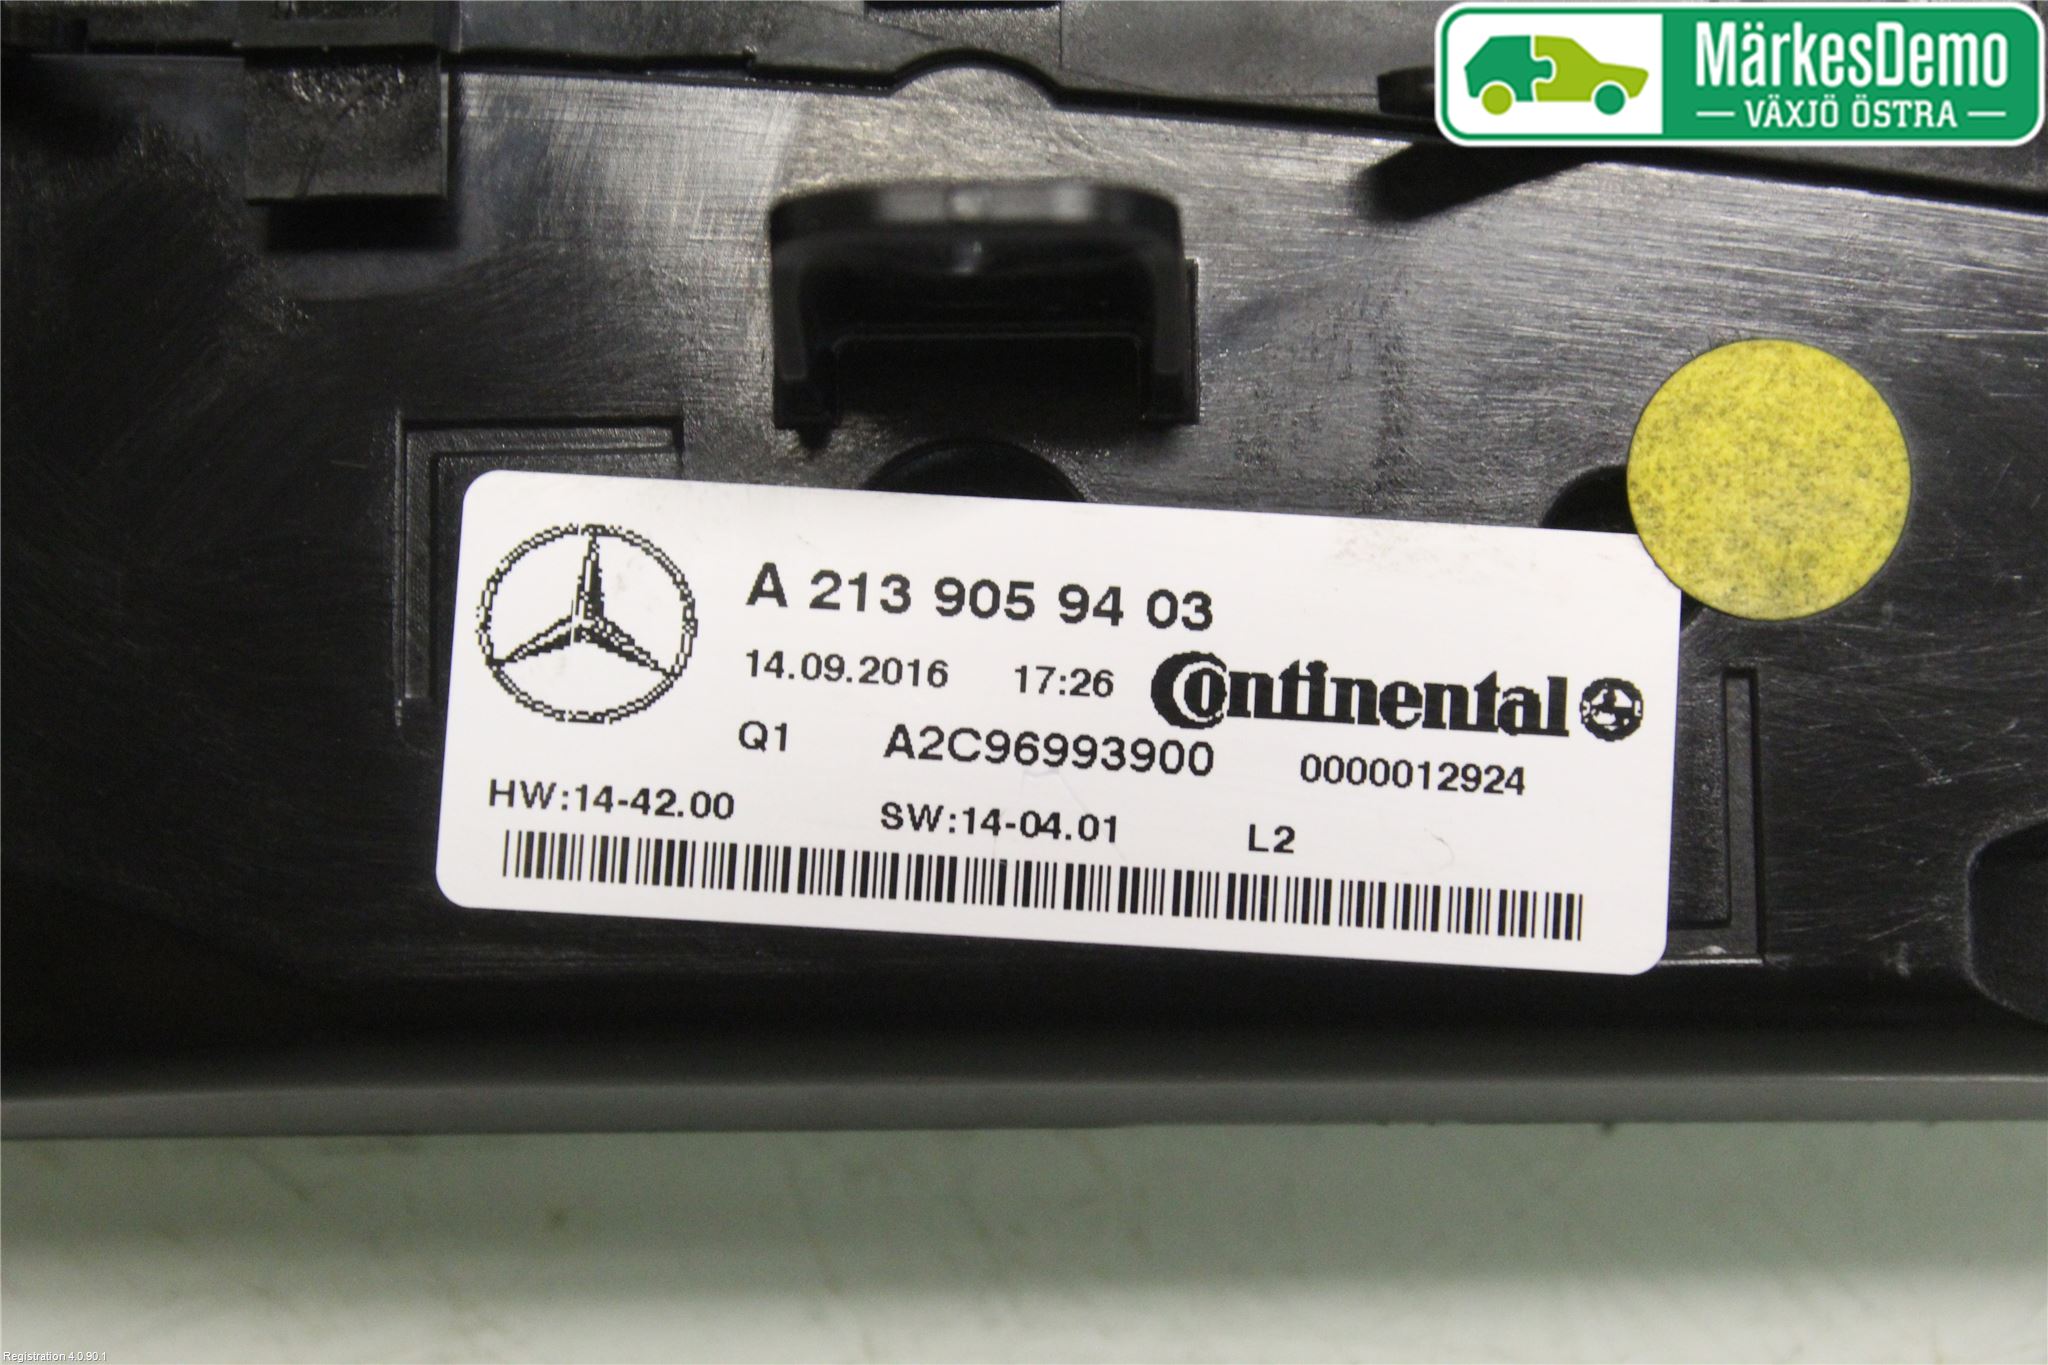 MärkesDemo
VÄXJÖ ÖSTRA
A 213 905 94 03
14.09.2016 17:26 Continental
Q1 A2C96993900 0000012924
HW:14-42.00 SW:14-04.01 L2
Registration 4.0.90.1